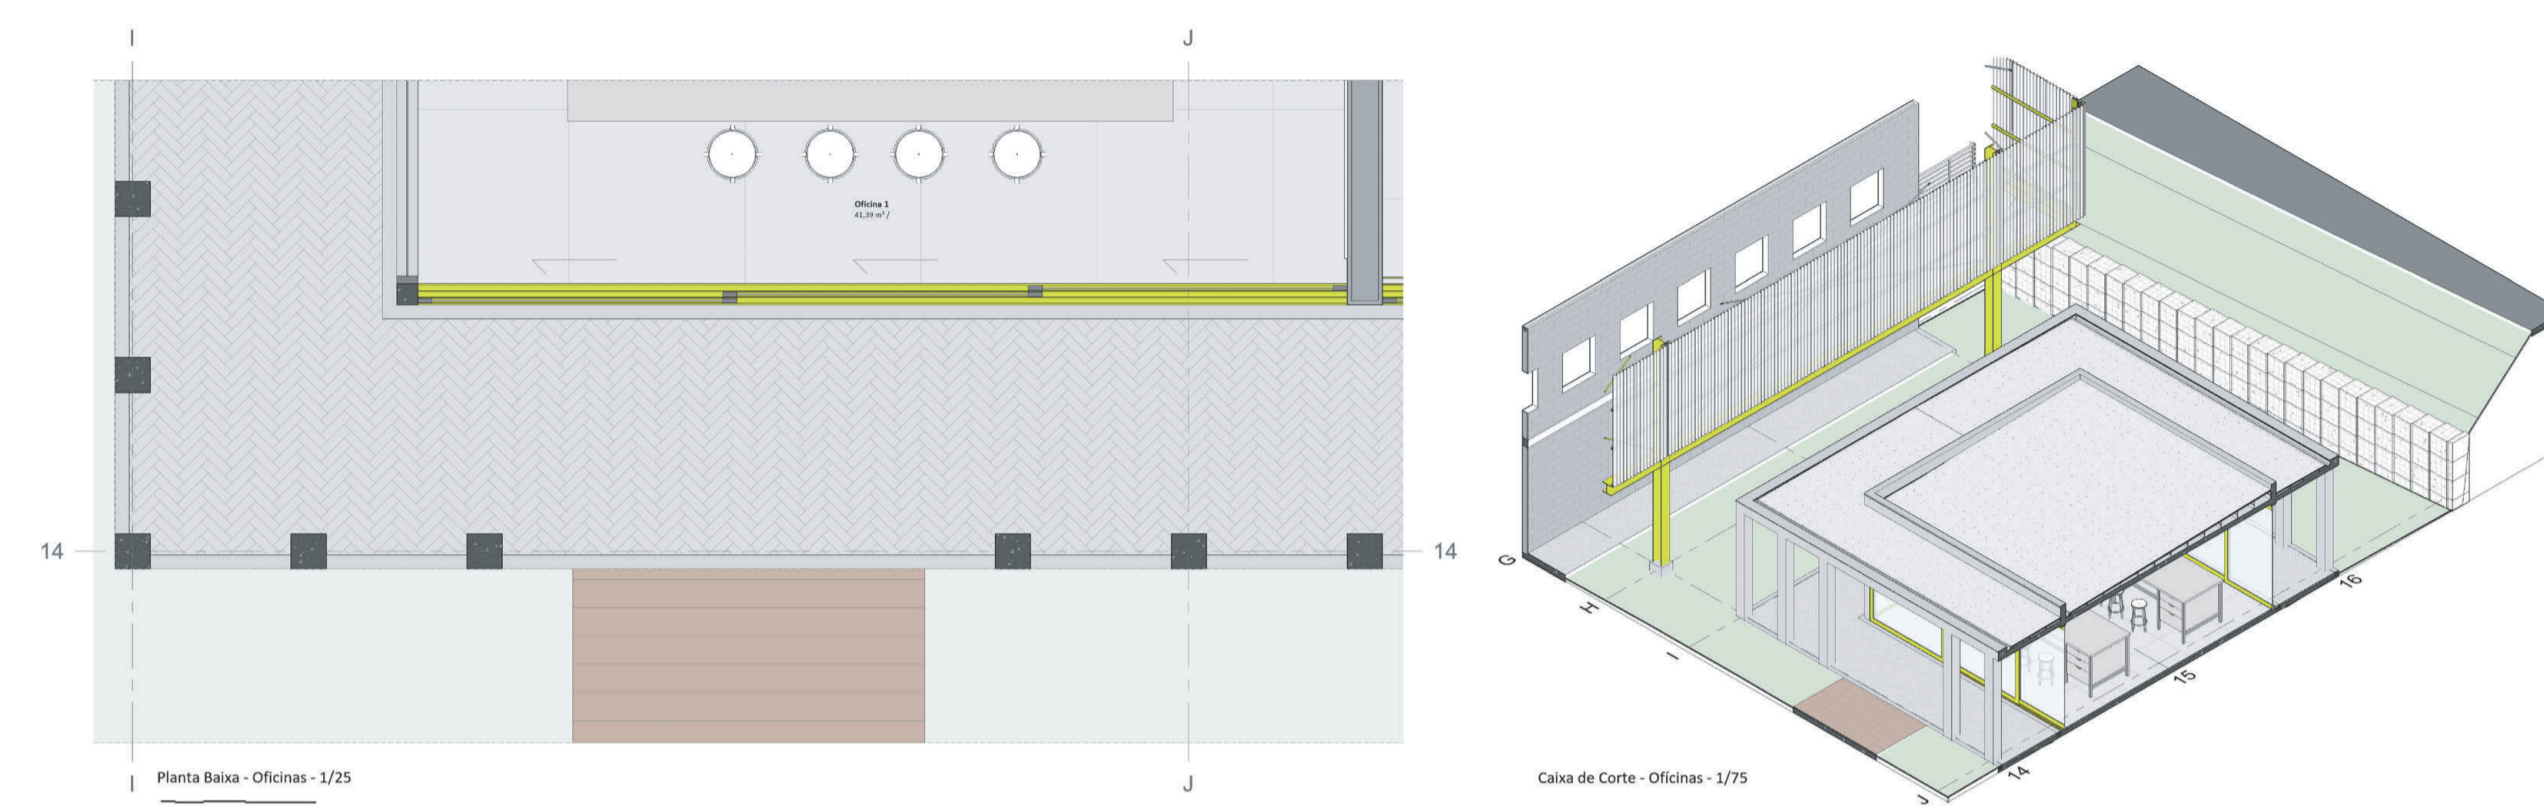 I
J
Oficina 1
41,39 m² /
14
14
I
J
Planta Baixa - Oficinas - 1/25
G
H
I
J
14
15
16
Caixa de Corte - Ofícinas - 1/75